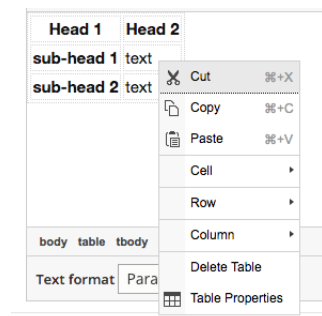 Head 1 Head 2
sub-head 1 text
sub-head 2 text
Cut ⌘+X
Copy ⌘+C
Paste ⌘+V
Cell
Row
Column
Delete Table
Table Properties
body table tbody
Text format Para